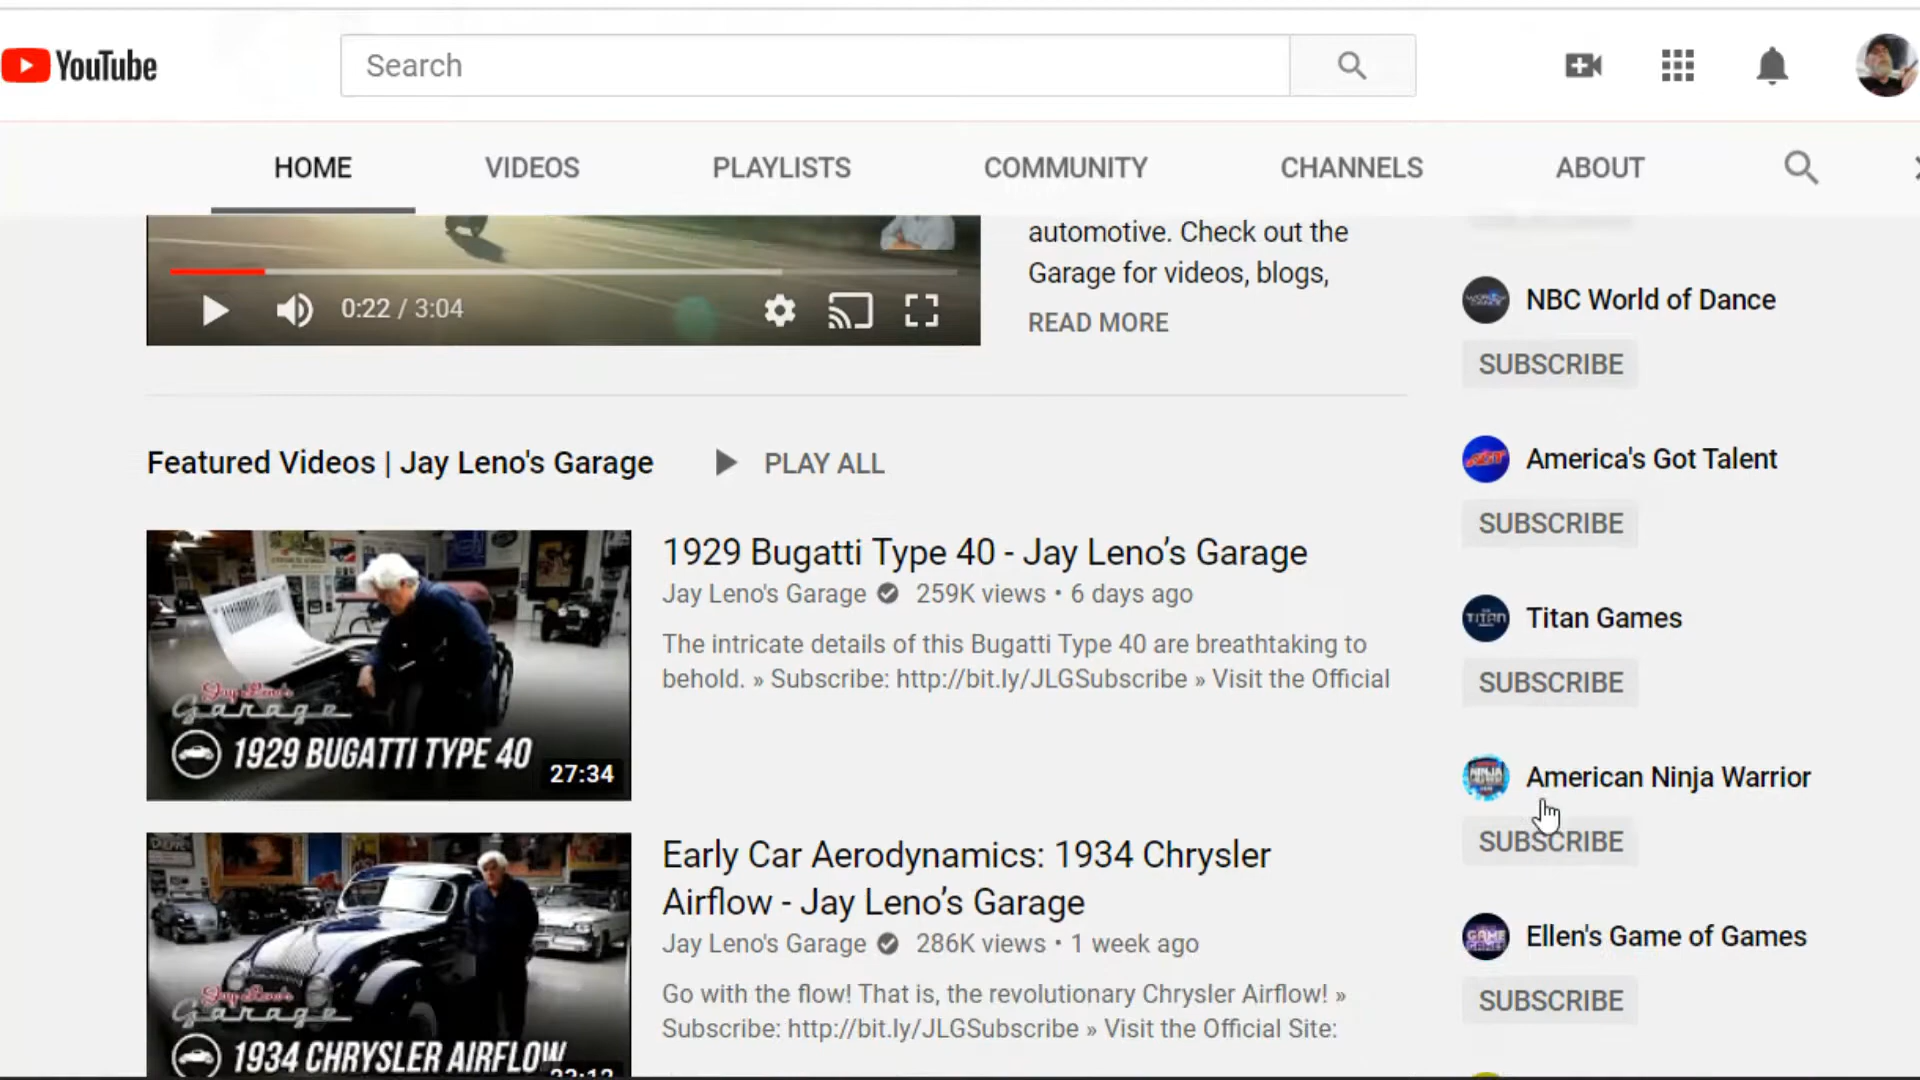 YouTube
Search
HOME
VIDEOS
PLAYLISTS
COMMUNITY
CHANNELS
ABOUT
automotive. Check out the
Garage for videos, blogs,
READ MORE
0:22 / 3:04
NBC World of Dance
SUBSCRIBE
America's Got Talent
SUBSCRIBE
Titan Games
SUBSCRIBE
American Ninja Warrior
SUBSCRIBE
Ellen's Game of Games
SUBSCRIBE
Featured Videos | Jay Leno's Garage
PLAY ALL
Jay Leno's
Garage
1929 BUGATTI TYPE 40
27:34
1929 Bugatti Type 40 - Jay Leno’s Garage
Jay Leno's Garage 259K views • 6 days ago
The intricate details of this Bugatti Type 40 are breathtaking to
behold. » Subscribe: http://bit.ly/JLGSubscribe » Visit the Official
Jay Leno's
Garage
1934 CHRYSLER AIRFLOW
Early Car Aerodynamics: 1934 Chrysler
Airflow - Jay Leno’s Garage
Jay Leno's Garage 286K views • 1 week ago
Go with the flow! That is, the revolutionary Chrysler Airflow! »
Subscribe: http://bit.ly/JLGSubscribe » Visit the Official Site: